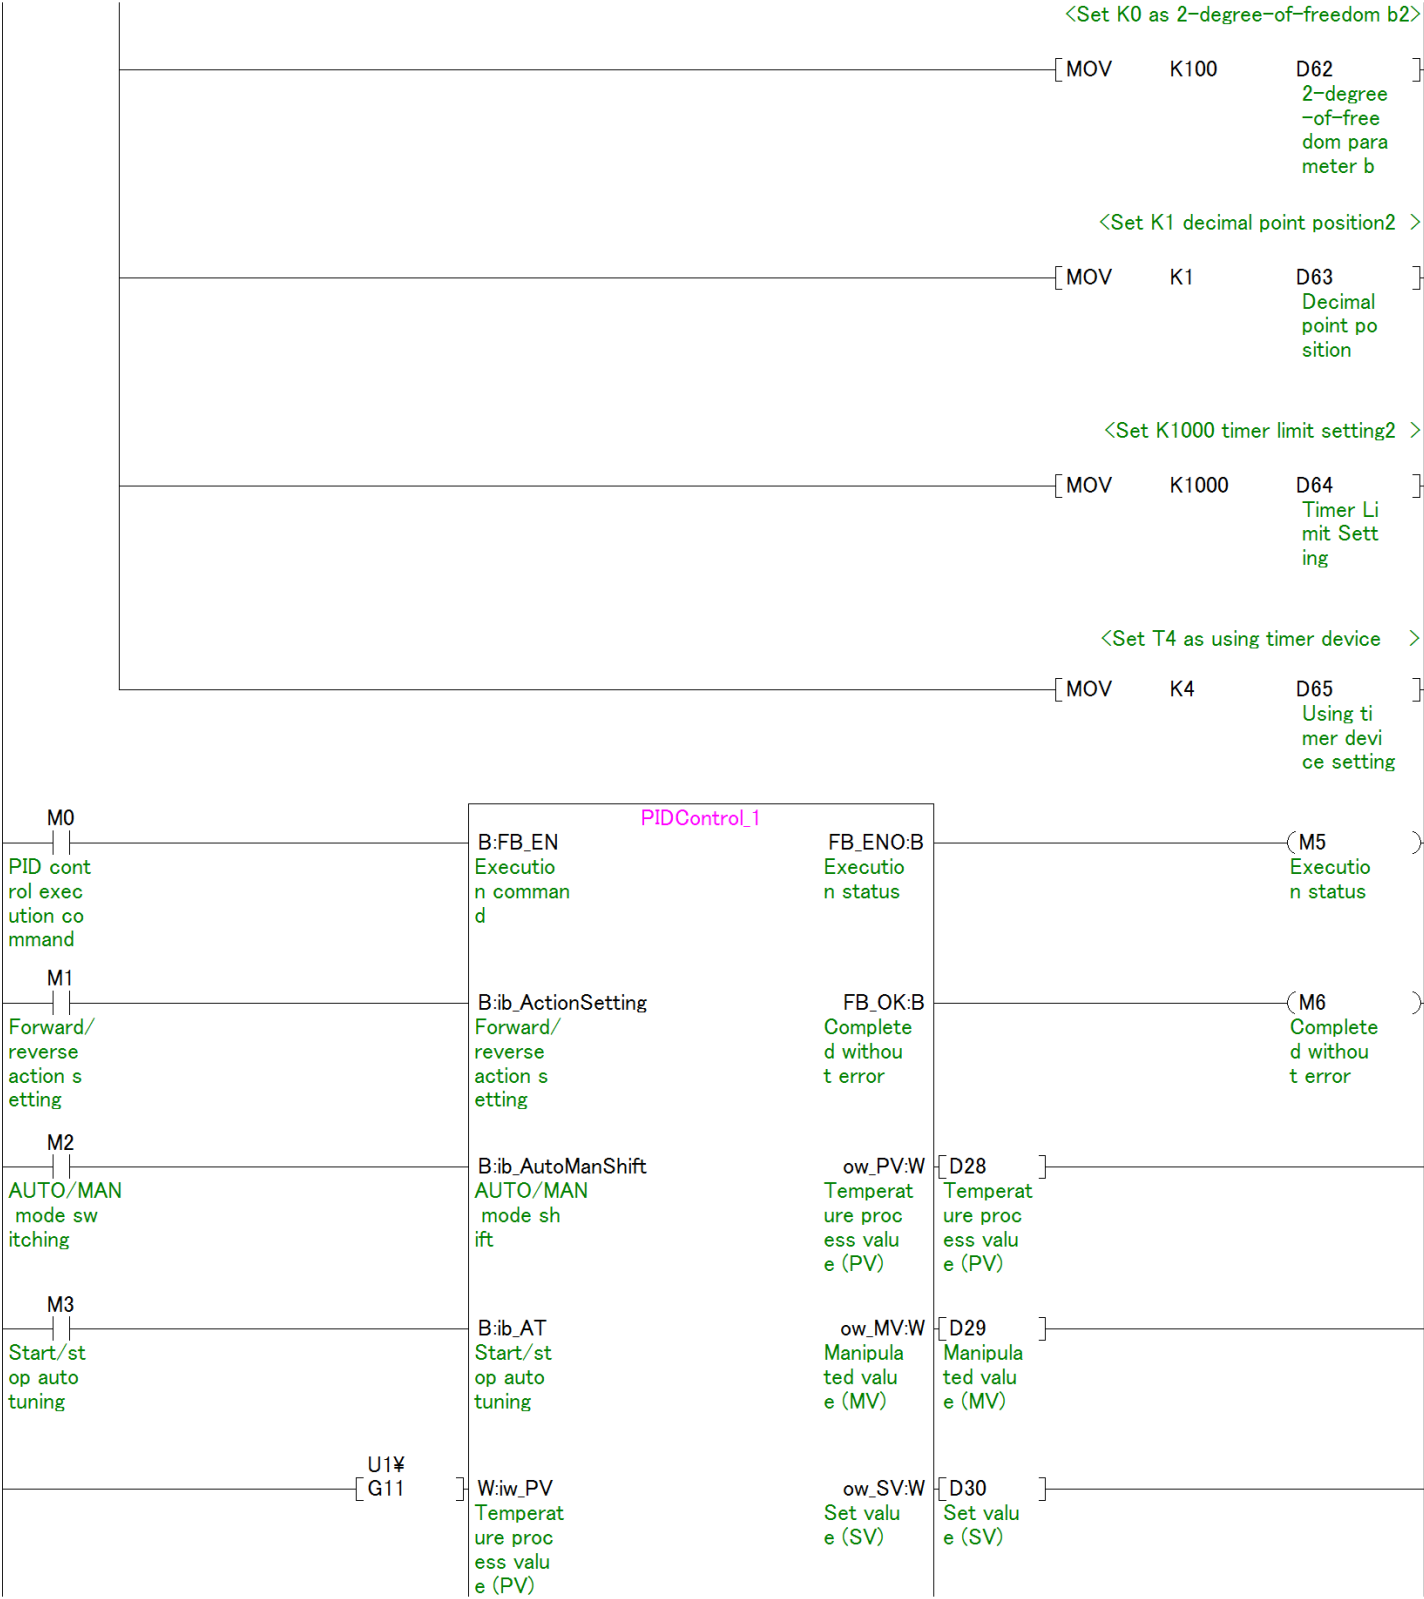 <Set K0 as 2-degree-of-freedom b2>
MOV K100 D62
2-degree
-of-free
dom para
meter b
<Set K1 decimal point position2 >
MOV K1 D63
Decimal
point po
sition
<Set K1000 timer limit setting2 >
MOV K1000 D64
Timer Li
mit Sett
ing
<Set T4 as using timer device >
MOV K4 D65
Using ti
mer devi
ce setting
PIDControl_1
M0
PID cont
rol exec
ution co
mmand
B:FB_EN
Executio
n comman
d
FB_ENO:B
Executio
n status
M5
Executio
n status
M1
Forward/
reverse
action s
etting
B:ib_ActionSetting
Forward/
reverse
action s
etting
FB_OK:B
Complete
d withou
t error
M6
Complete
d withou
t error
M2
AUTO/MAN
mode sw
itching
B:ib_AutoManShift
AUTO/MAN
mode sh
ift
ow_PV:W
Temperat
ure proc
ess valu
e (PV)
D28
Temperat
ure proc
ess valu
e (PV)
M3
Start/st
op auto
tuning
B:ib_AT
Start/st
op auto
tuning
ow_MV:W
Manipula
ted valu
e (MV)
D29
Manipula
ted valu
e (MV)
U1¥
G11
W:iw_PV
Temperat
ure proc
ess valu
e (PV)
ow_SV:W
Set valu
e (SV)
D30
Set valu
e (SV)